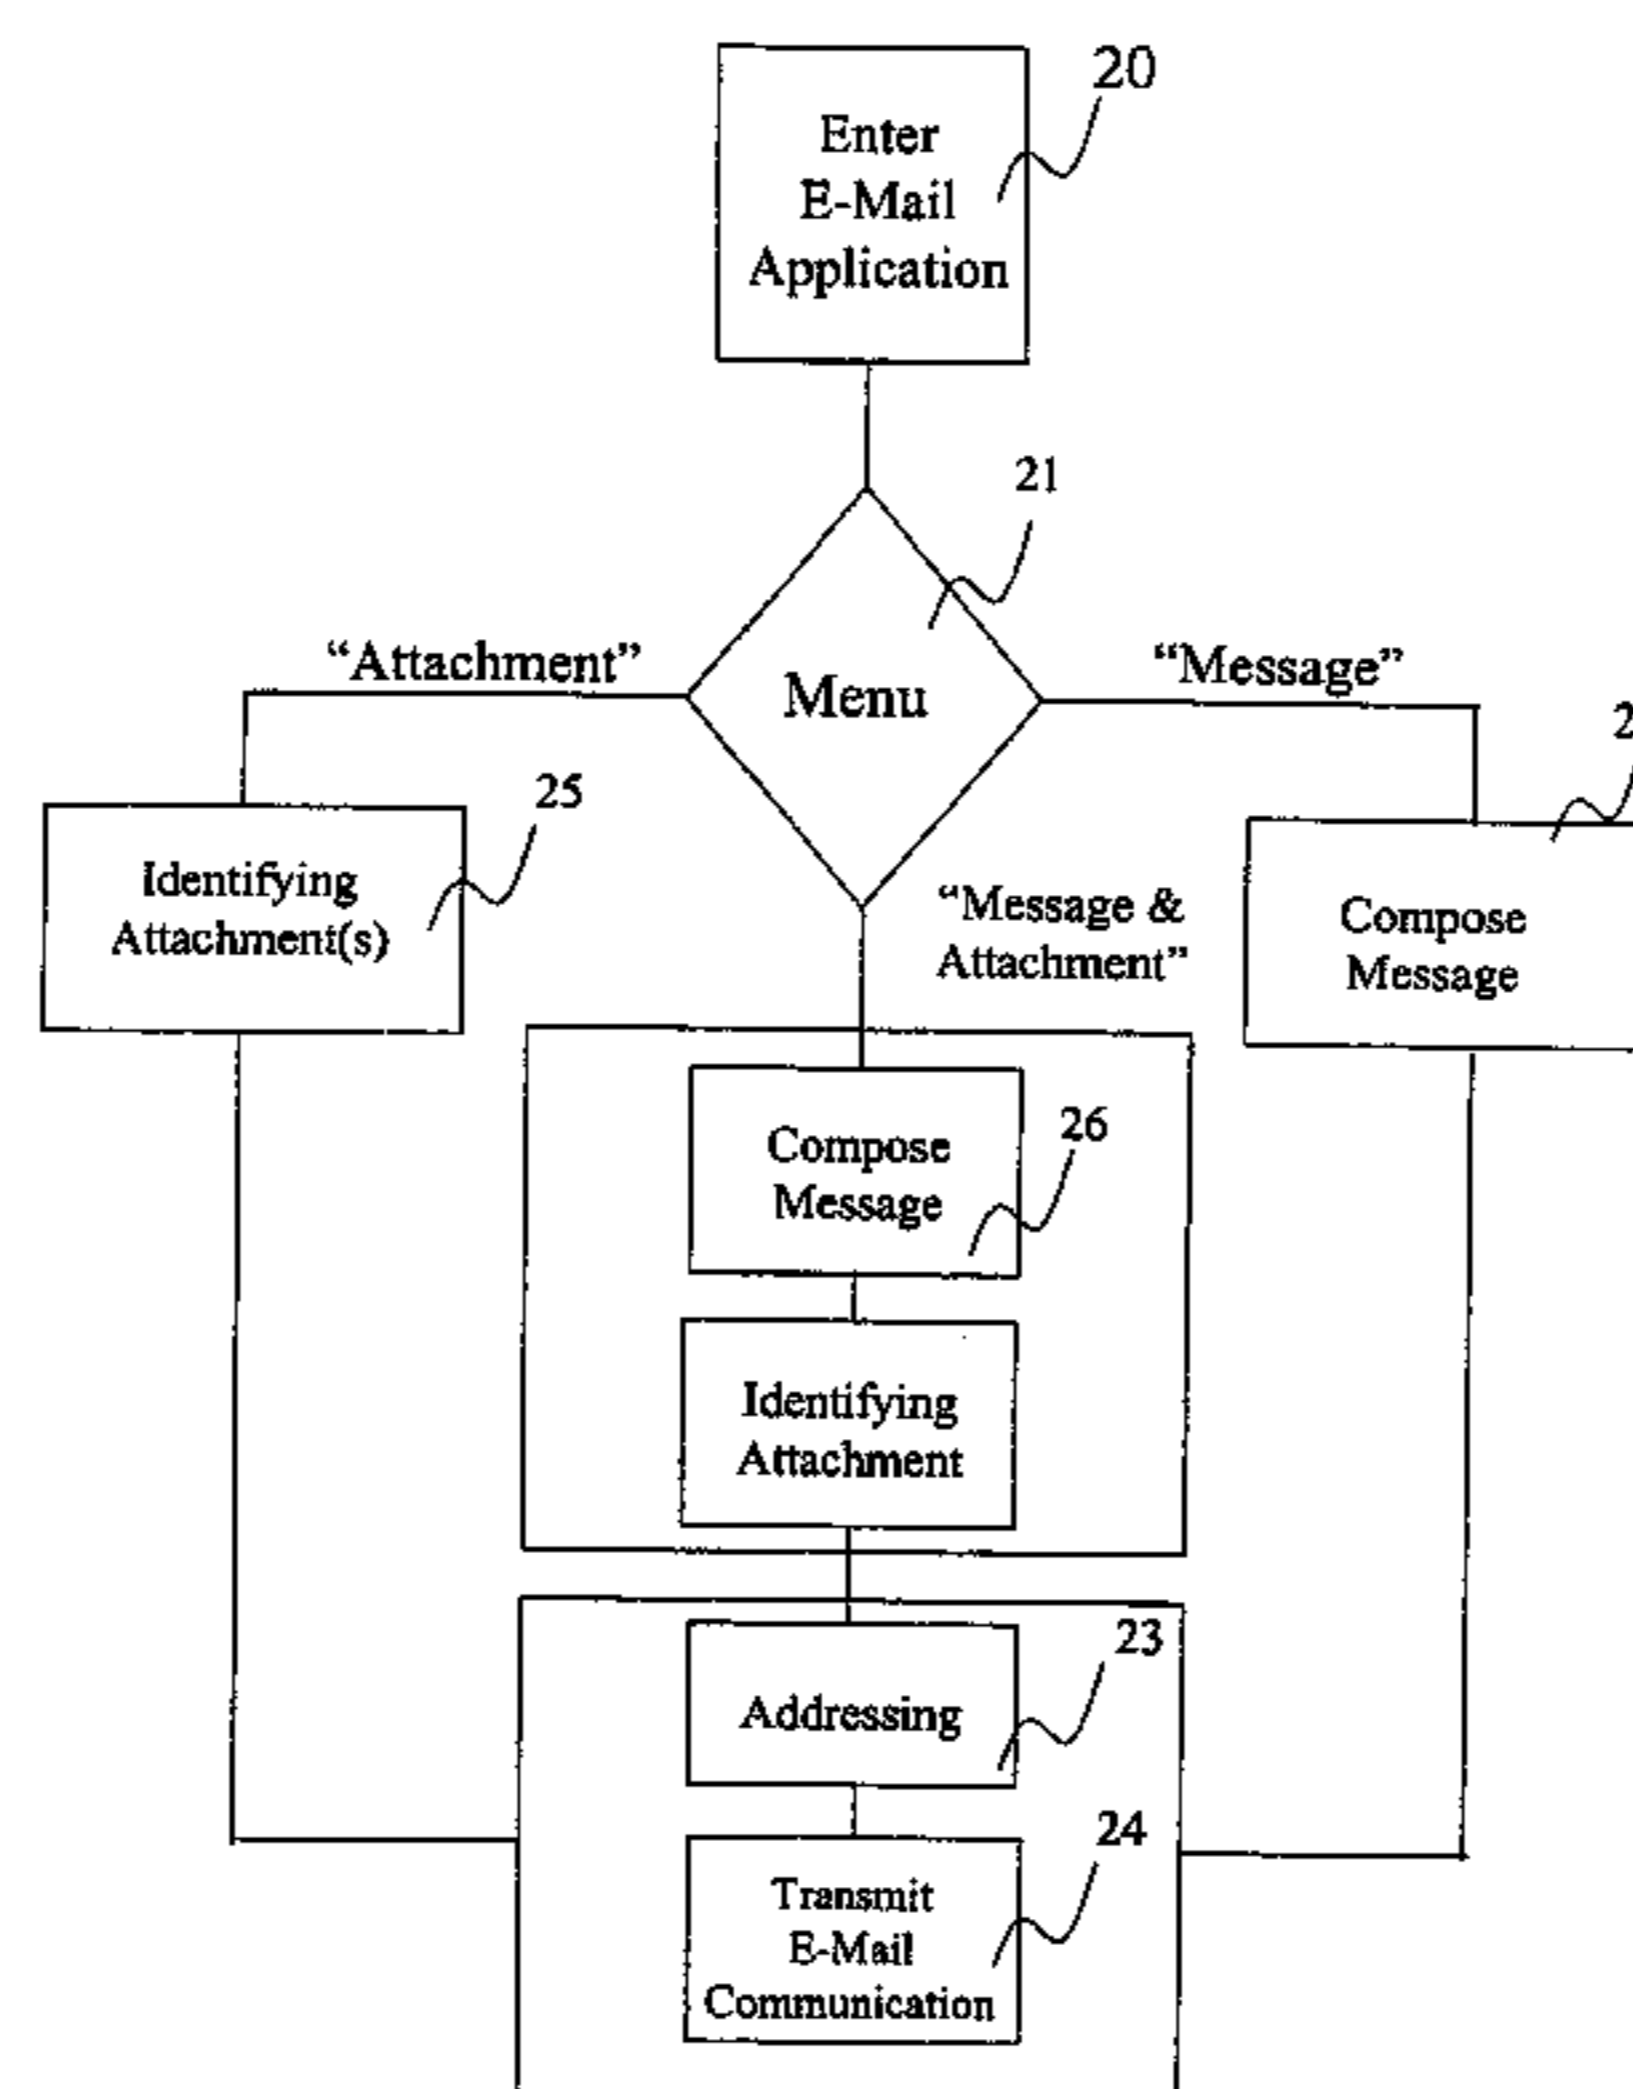 20
Enter
E-Mail
Application
21
“Attachment”
Menu
“Message”
25
Identifying
Attachment(s)
“Message &
Attachment”
Compose
Message
Compose
Message
26
Identifying
Attachment
23
Addressing
24
Transmit
E-Mail
Communication